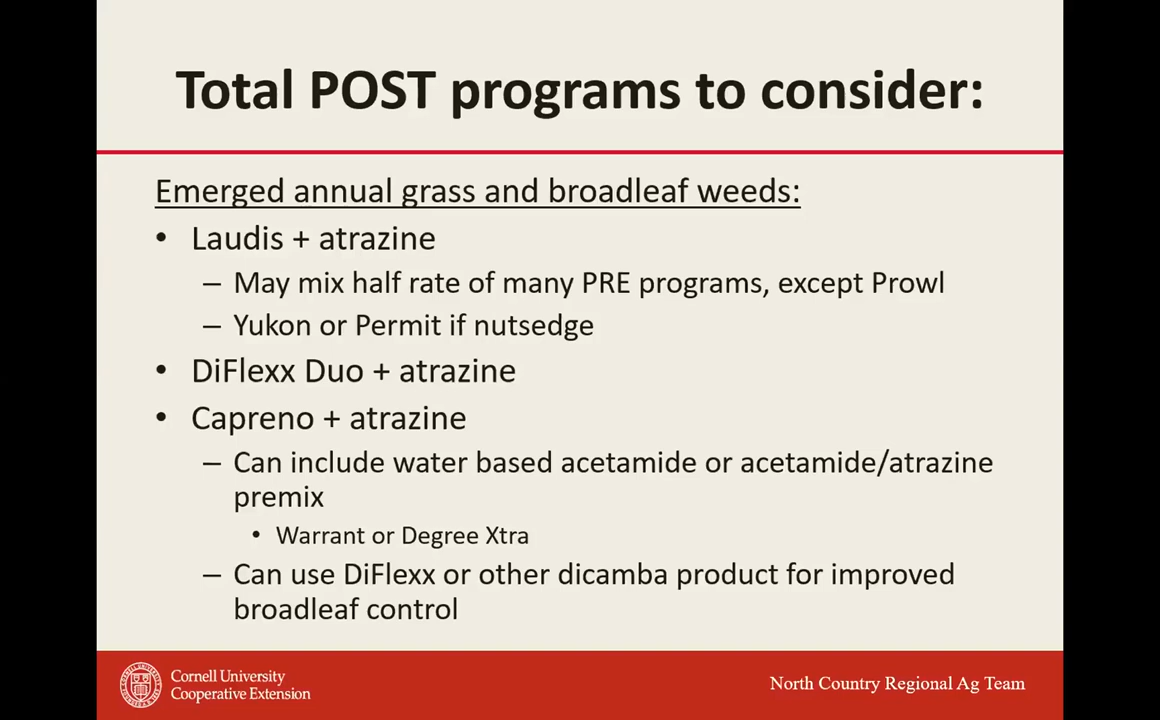 Total POST programs to consider:
Emerged annual grass and broadleaf weeds:
• Laudis + atrazine
– May mix half rate of many PRE programs, except Prowl
– Yukon or Permit if nutsedge
• DiFlexx Duo + atrazine
• Capreno + atrazine
– Can include water based acetamide or acetamide/atrazine
premix
• Warrant or Degree Xtra
– Can use DiFlexx or other dicamba product for improved
broadleaf control
Cornell University
Cooperative Extension
North Country Regional Ag Team